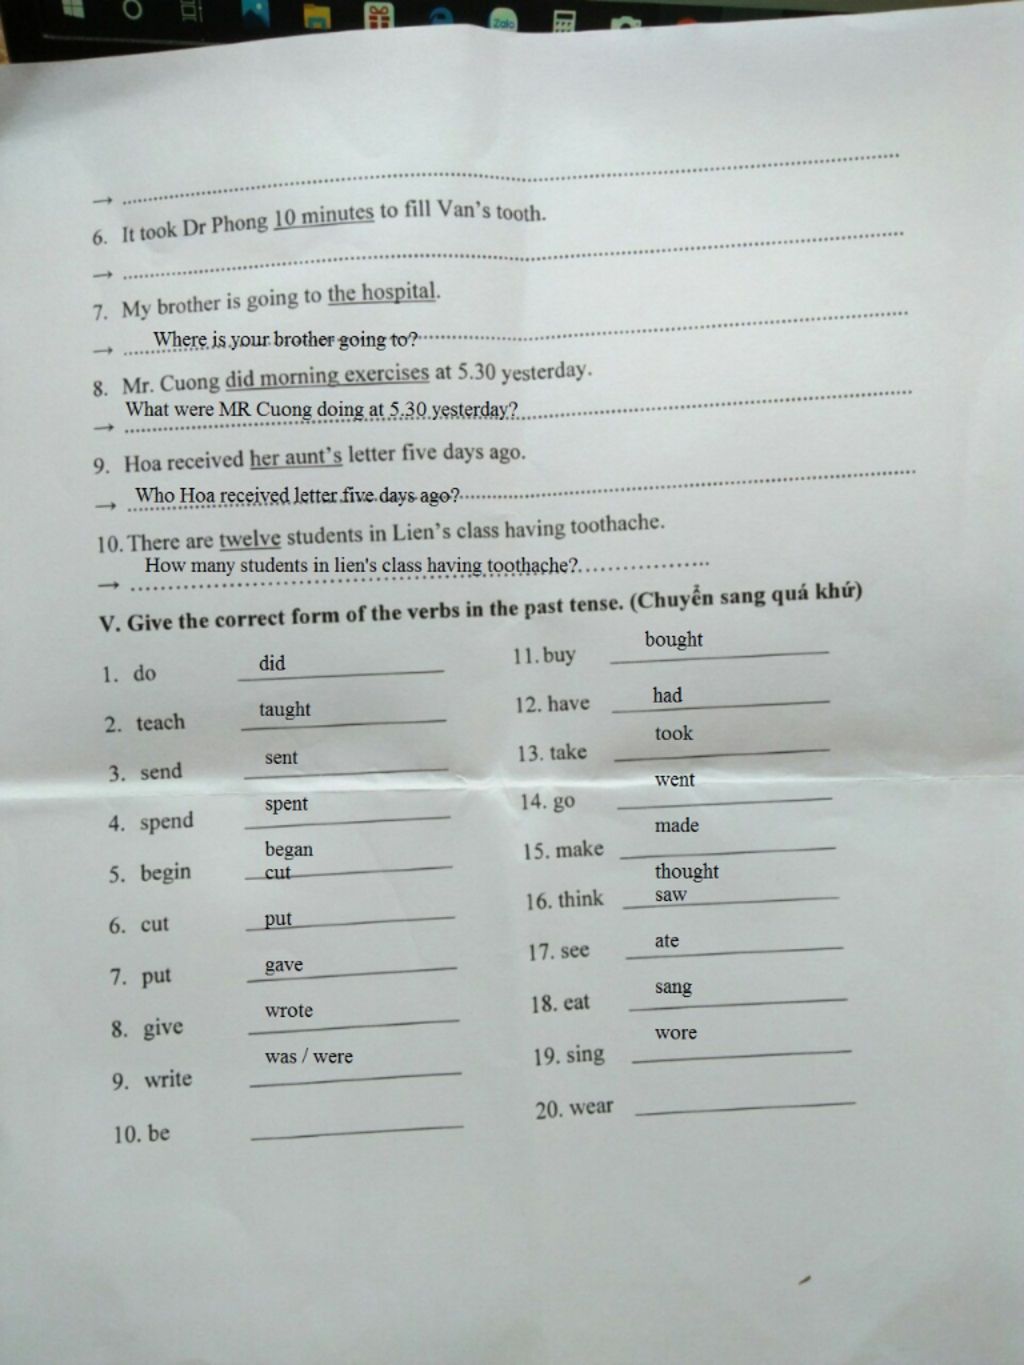 Zalo
→ ........................................
6. It took Dr Phong 10 minutes to fill Van's tooth.
→ ........................................
7. My brother is going to the hospital.
→ Where is your brother going to?
8. Mr. Cuong did morning exercises at 5.30 yesterday.
→ What were MR Cuong doing at 5.30 yesterday?
9. Hoa received her aunt's letter five days ago.
→ Who Hoa received letter five days ago?
10. There are twelve students in Lien's class having toothache.
→ How many students in lien's class having toothache?
V. Give the correct form of the verbs in the past tense. (Chuyển sang quá khứ)
1. do did
2. teach taught
3. send sent
4. spend spent
5. begin began
cut
6. cut put
7. put gave
8. give wrote
9. write was / were
10. be
11. buy bought
12. have had
13. take took
14. go went
15. make made
16. think thought
saw
17. see ate
18. eat sang
19. sing wore
20. wear